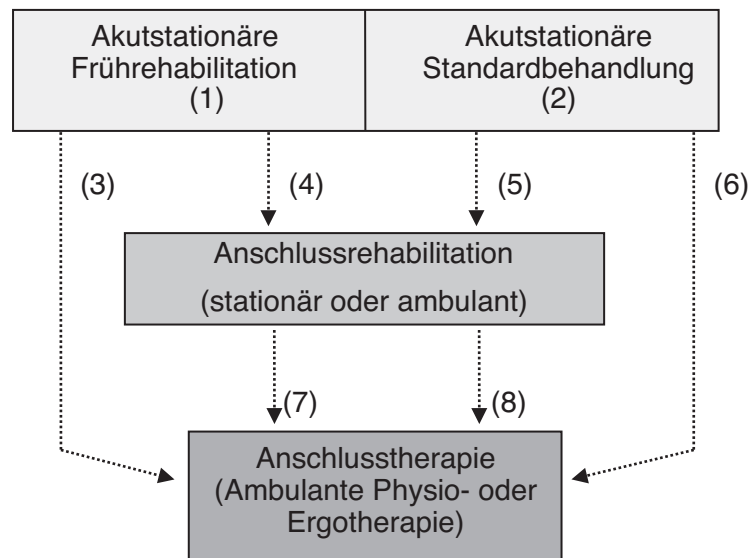 Akutstationäre
Frührehabilitation
(1)
Akutstationäre
Standardbehandlung
(2)
(3)
(4)
(5)
(6)
Anschlussrehabilitation
(stationär oder ambulant)
(7)
(8)
Anschlusstherapie
(Ambulante Physio- oder
Ergotherapie)